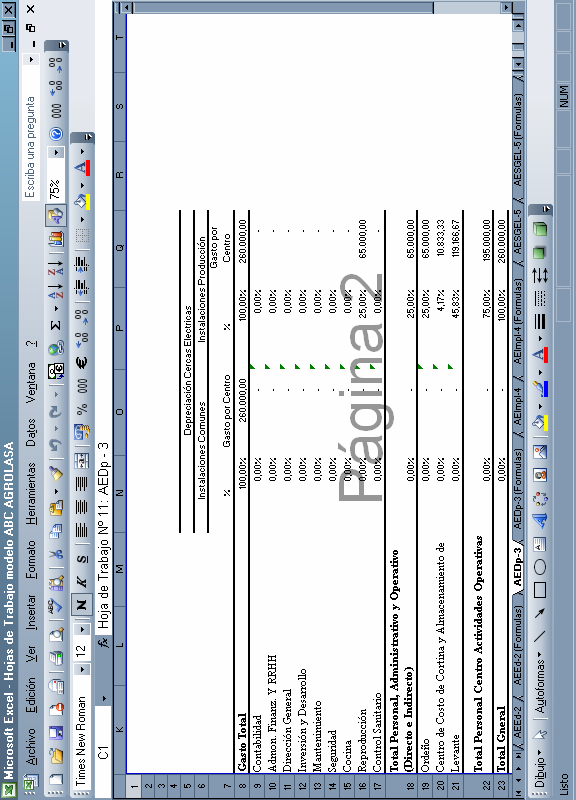 Microsoft Excel - Hojas de Trabajo modelo ABC AGROLASA
Archivo Edición Ver Insertar Formato Herramientas Datos Ventana ? Escriba una pregunta
75%
Times New Roman 12 N K S % 000 €
C1 fx Hoja de Trabajo Nº 11: AEDp - 3
K L M N O P Q R S T
1
2
3
4
5 Depreciación Cercas Electricas
6 Instalaciones Comunes Instalaciones Producción
7 % Gasto por Centro % Gasto por Centro
8 Gasto Total 100,00% 260.000,00 100,00% 260.000,00
9 Contabilidad 0,00% - 0,00% -
10 Admon. Finanz. Y RRHH 0,00% - 0,00% -
11 Dirección General 0,00% - 0,00% -
12 Inversión y Desarrollo 0,00% - 0,00% -
13 Mantenimiento 0,00% - 0,00% -
14 Seguridad 0,00% - 0,00% -
15 Cocina 0,00% - 0,00% -
16 Reproducción 0,00% - 25,00% 65.000,00
17 Control Sanitario 0,00% - 0,00% -
Total Personal, Administrativo y Operativo
18 (Directo e Indirecto) 0,00% - 25,00% 65.000,00
19 Ordeño 0,00% - 25,00% 65.000,00
20 Centro de Costo de Cortina y Almacenamiento de 0,00% - 4,17% 10.833,33
21 Levante 0,00% - 45,83% 119.166,67
22 Total Personal Centro Actividades Operativas 0,00% - 75,00% 195.000,00
23 Total Gneral 0,00% - 100,00% 260.000,00
Página 2
AEEd-2 AEEd-2 (Formulas) AEDp-3 AEDp-3 (Formulas) AEImpl-4 AEImpl-4 (Formulas) AESGEL-5 AESGEL-5 (Formulas)
Dibujo Autoformas
Listo NUM